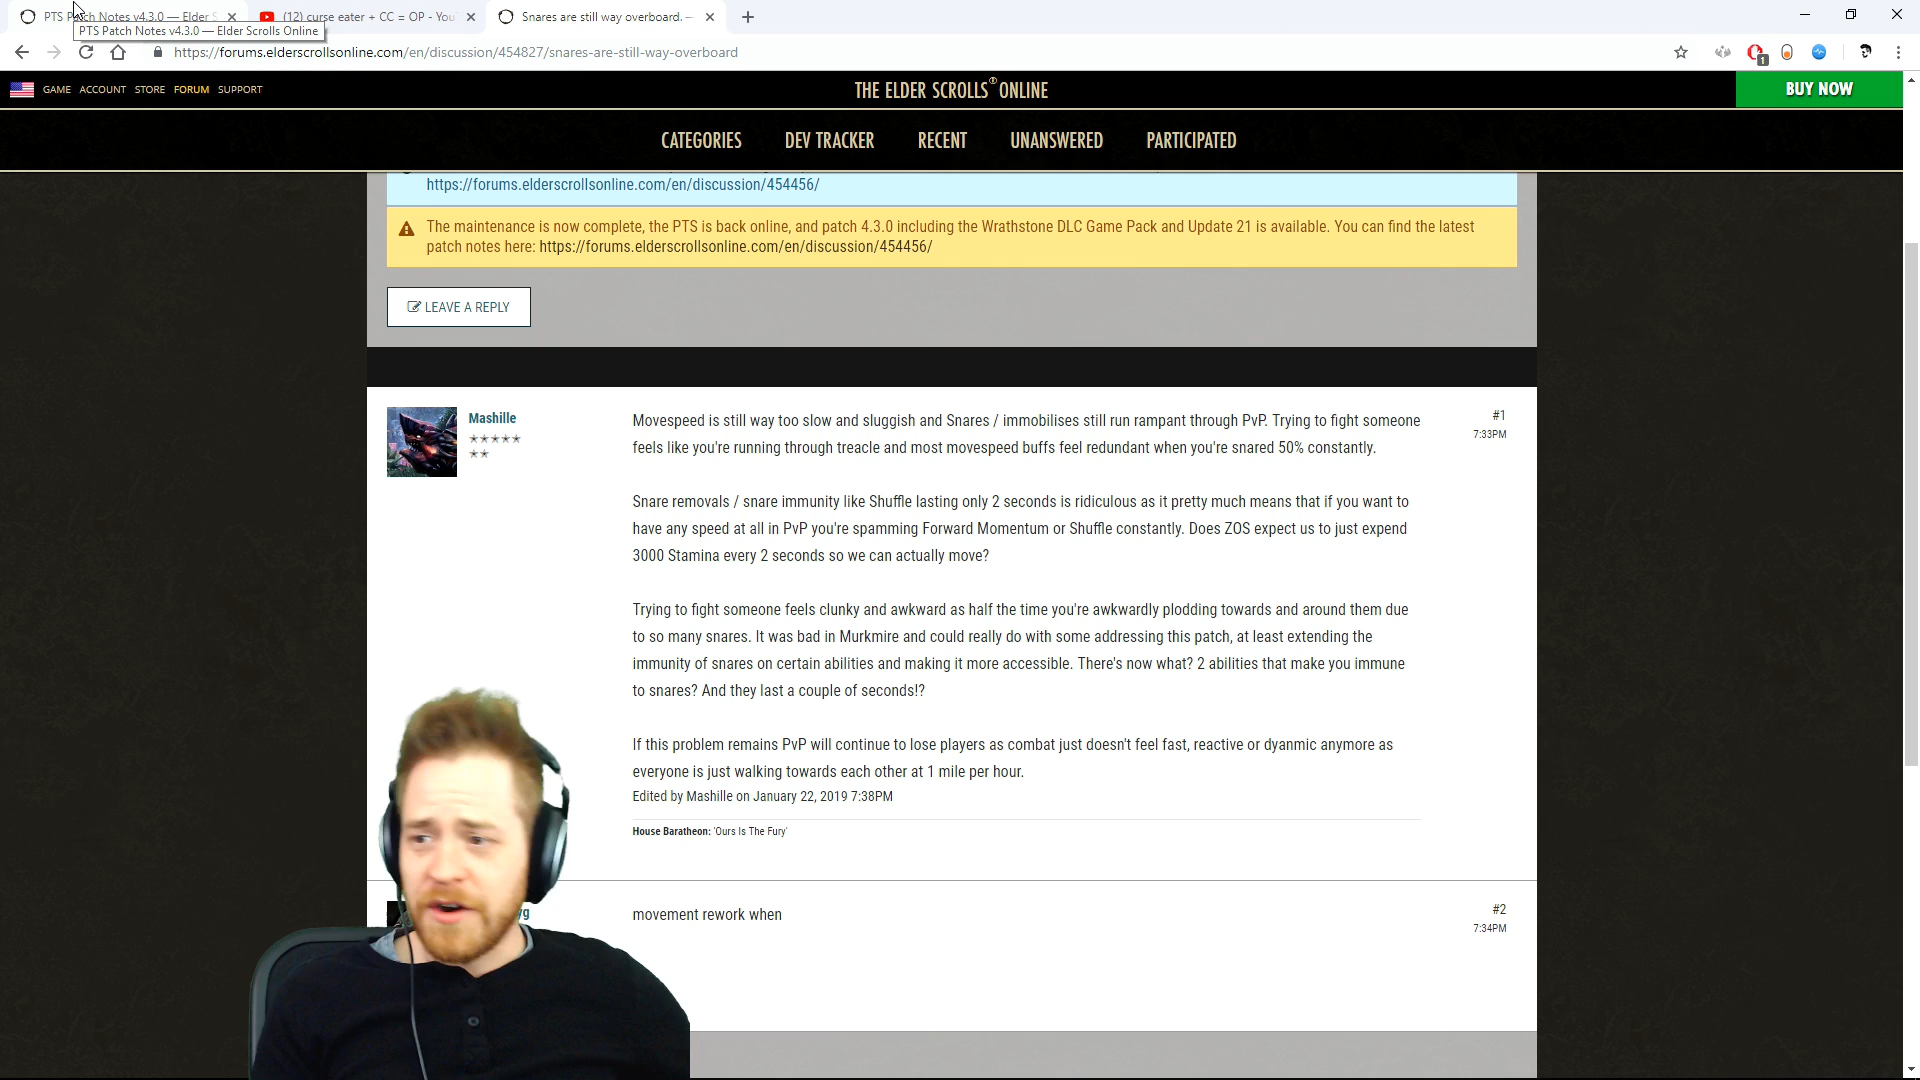 PTS Patch Notes v4.3.0 — Elder S
(12) curse eater + CC = OP - You
Snares are still way overboard. —
PTS Patch Notes v4.3.0 — Elder Scrolls Online
https://forums.elderscrollsonline.com/en/discussion/454827/snares-are-still-way-overboard
1
GAME ACCOUNT STORE FORUM SUPPORT
THE ELDER SCROLLS ONLINE
BUY NOW
CATEGORIES DEV TRACKER RECENT UNANSWERED PARTICIPATED
https://forums.elderscrollsonline.com/en/discussion/454456/
The maintenance is now complete, the PTS is back online, and patch 4.3.0 including the Wrathstone DLC Game Pack and Update 21 is available. You can find the latest
patch notes here: https://forums.elderscrollsonline.com/en/discussion/454456/
LEAVE A REPLY
Mashille
#1
7:33PM
Movespeed is still way too slow and sluggish and Snares / immobilises still run rampant through PvP. Trying to fight someone
feels like you're running through treacle and most movespeed buffs feel redundant when you're snared 50% constantly.
Snare removals / snare immunity like Shuffle lasting only 2 seconds is ridiculous as it pretty much means that if you want to
have any speed at all in PvP you're spamming Forward Momentum or Shuffle constantly. Does ZOS expect us to just expend
3000 Stamina every 2 seconds so we can actually move?
Trying to fight someone feels clunky and awkward as half the time you're awkwardly plodding towards and around them due
to so many snares. It was bad in Murkmire and could really do with some addressing this patch, at least extending the
immunity of snares on certain abilities and making it more accessible. There's now what? 2 abilities that make you immune
to snares? And they last a couple of seconds!?
If this problem remains PvP will continue to lose players as combat just doesn't feel fast, reactive or dyanmic anymore as
everyone is just walking towards each other at 1 mile per hour.
Edited by Mashille on January 22, 2019 7:38PM
House Baratheon: 'Ours Is The Fury'
yg
movement rework when
#2
7:34PM